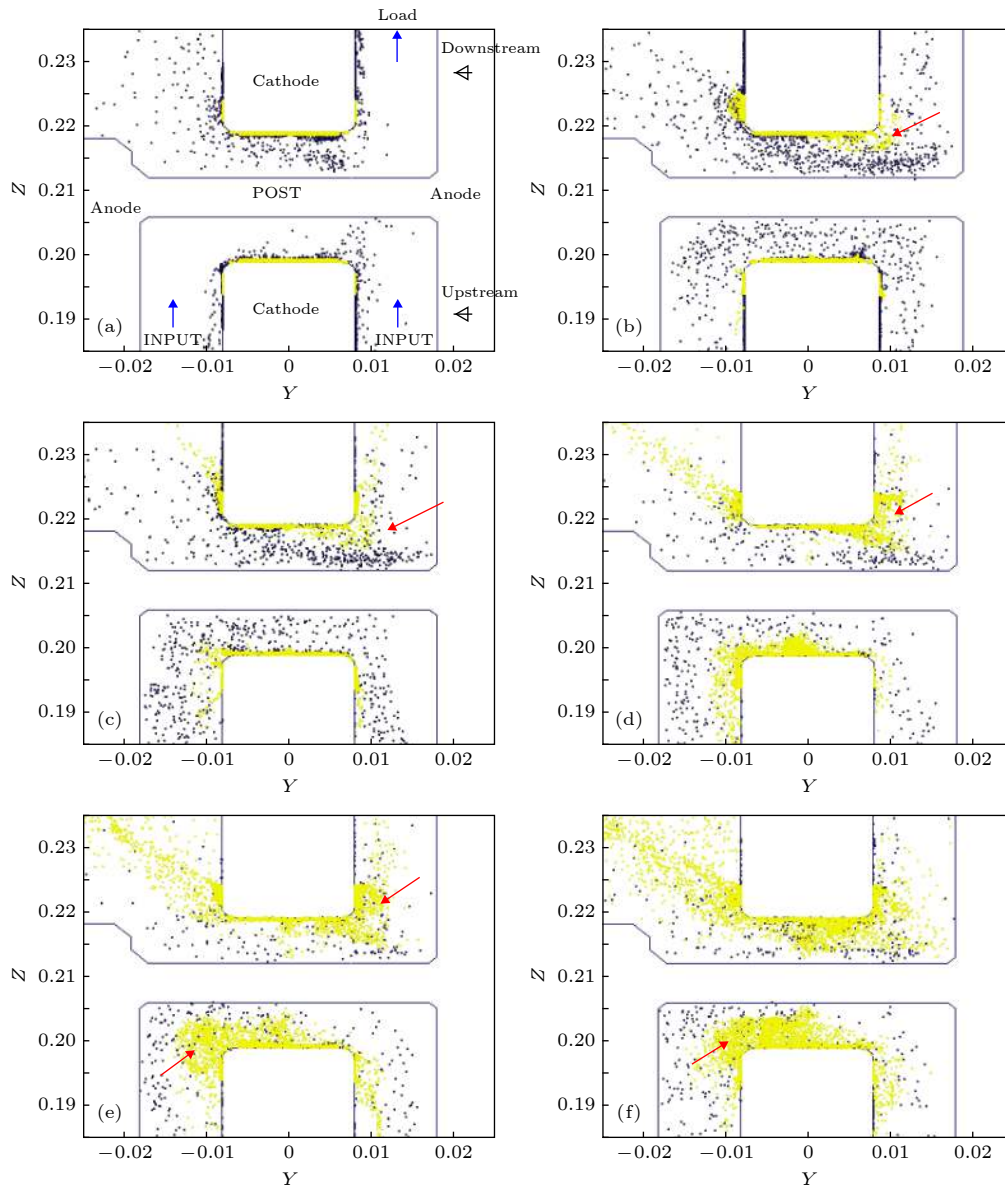 Load
0.23
Downstream
Cathode
0.22
Z
0.21
POST
Anode
Anode
0.20
Upstream
Cathode
0.19
(a)
INPUT
INPUT
−0.02 −0.01 0 0.01 0.02
Y
0.23
0.22
Z
0.21
0.20
0.19
(b)
−0.02 −0.01 0 0.01 0.02
Y
0.23
0.22
Z
0.21
0.20
0.19
(c)
−0.02 −0.01 0 0.01 0.02
Y
0.23
0.22
Z
0.21
0.20
0.19
(d)
−0.02 −0.01 0 0.01 0.02
Y
0.23
0.22
Z
0.21
0.20
0.19
(e)
−0.02 −0.01 0 0.01 0.02
Y
0.23
0.22
Z
0.21
0.20
0.19
(f)
−0.02 −0.01 0 0.01 0.02
Y